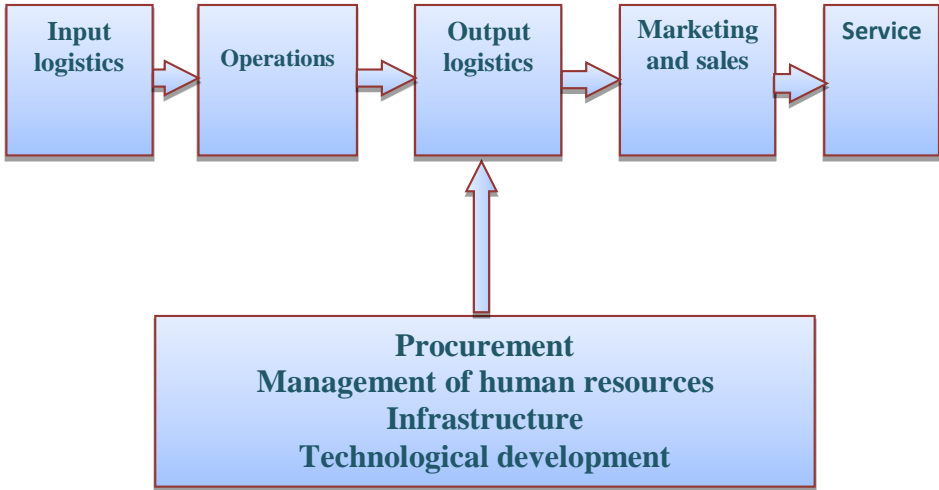 Input
logistics
Operations
Output
logistics
Marketing
and sales
Service
Procurement
Management of human resources
Infrastructure
Technological development